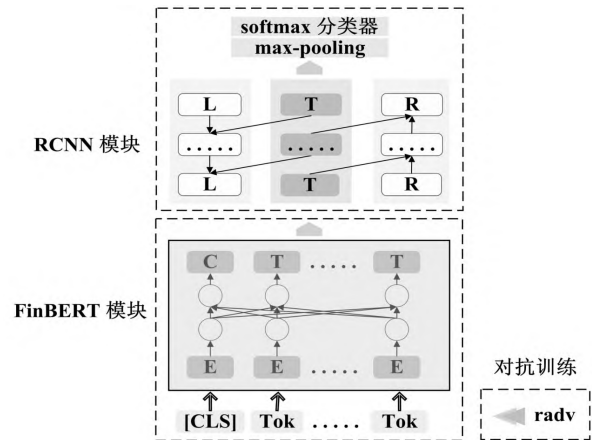 softmax 分类器
max-pooling
L T R
RCNN 模块
..... ..... .....
L T R
C T ..... T
FinBERT 模块
E E ..... E
[CLS] Tok ..... Tok
对抗训练
radv